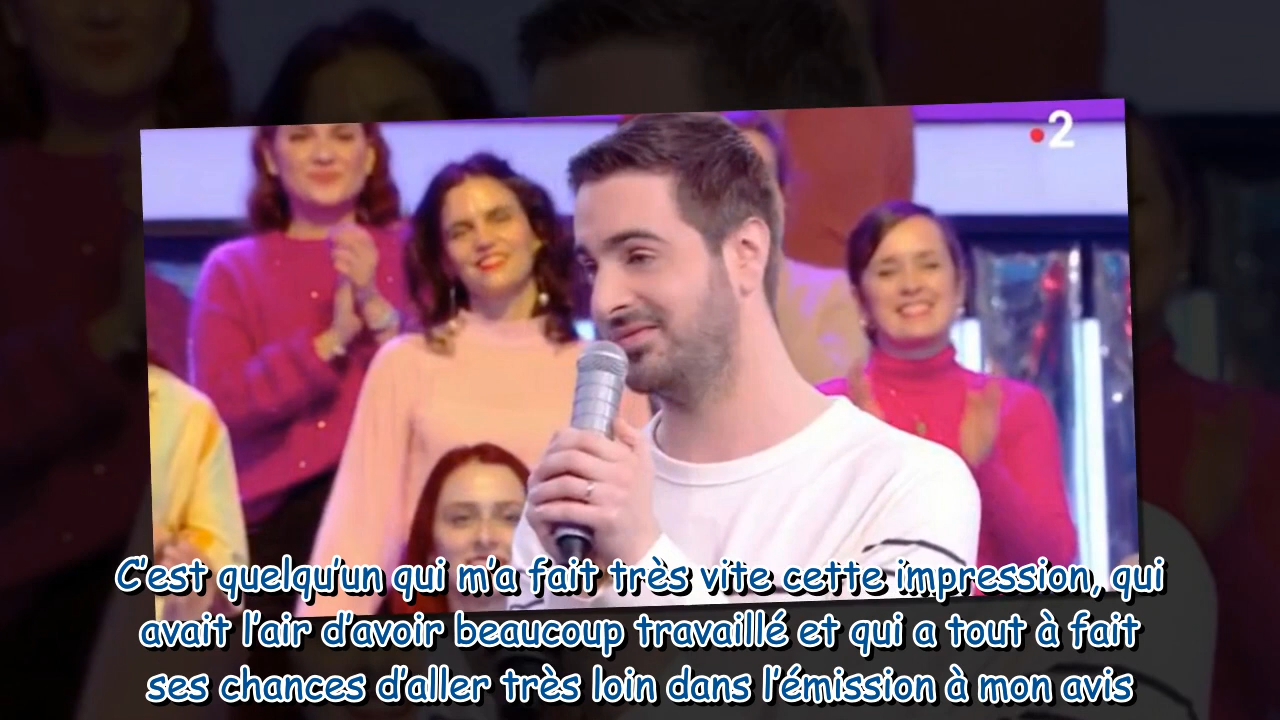 2
C'est quelqu'un qui m'a fait très vite cette impression, qui
avait l'air d'avoir beaucoup travaillé et qui a tout à fait
ses chances d'aller très loin dans l'émission à mon avis